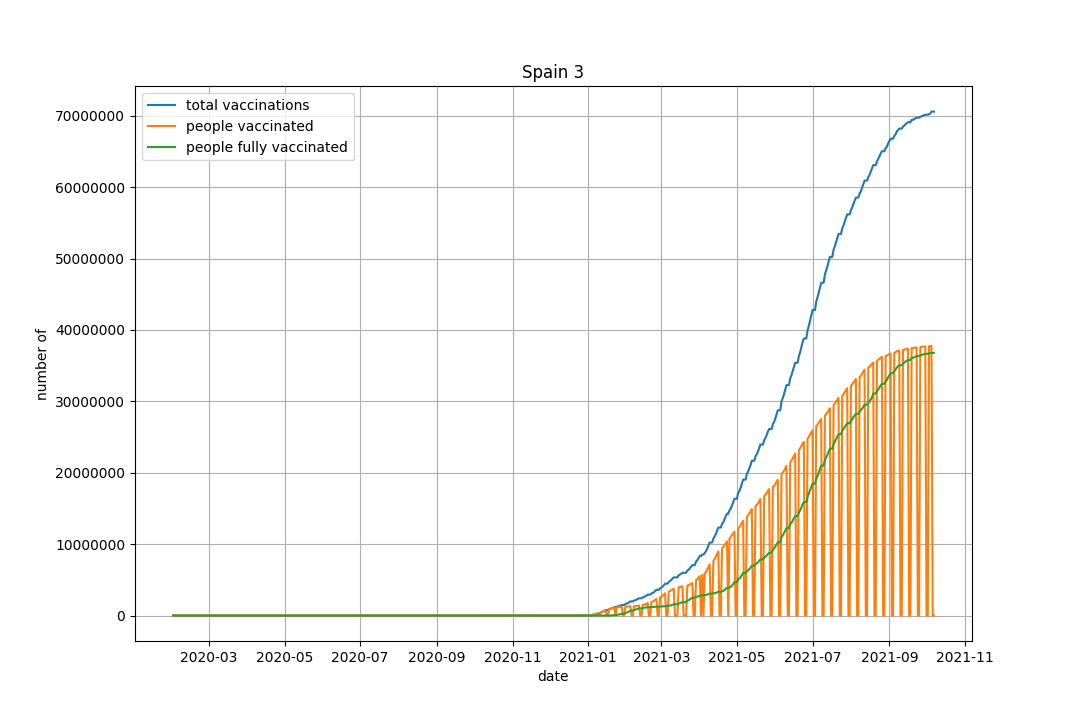 Spain 3
total vaccinations
people vaccinated
people fully vaccinated
70000000
60000000
50000000
40000000
30000000
20000000
10000000
0
number of
2020-03 2020-05 2020-07 2020-09 2020-11 2021-01 2021-03 2021-05 2021-07 2021-09 2021-11
date